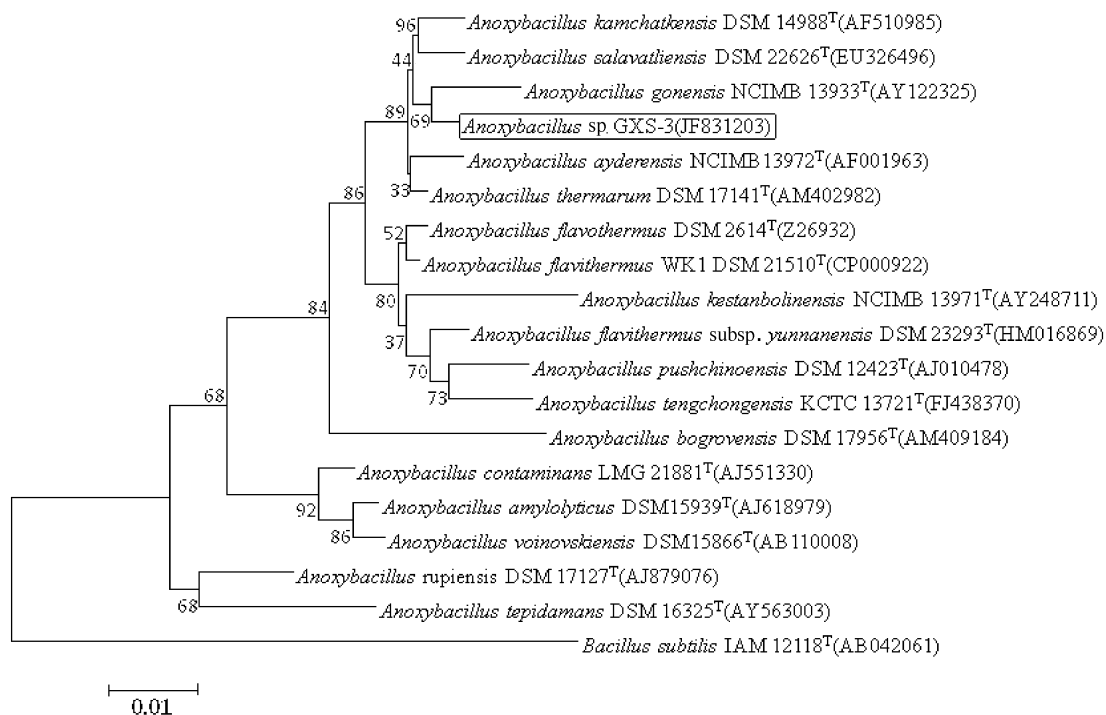 96
Anoxybacillus kamchatkensis DSM 14988ᵀ(AF510985)
Anoxybacillus salavatliensis DSM 22626ᵀ(EU326496)
44
Anoxybacillus gonensis NCIMB 13933ᵀ(AY122325)
89
69
Anoxybacillus sp. GXS-3(JF831203)
Anoxybacillus ayderensis NCIMB13972ᵀ(AF001963)
86
33
Anoxybacillus thermarum DSM 17141ᵀ(AM402982)
52
Anoxybacillus flavothermus DSM 2614ᵀ(Z26932)
Anoxybacillus flavithermus WK1 DSM 21510ᵀ(CP000922)
80
Anoxybacillus kestanbolinensis NCIMB 13971ᵀ(AY248711)
84
37
Anoxybacillus flavithermus subsp. yunnanensis DSM 23293ᵀ(HM016869)
70
Anoxybacillus pushchinoensis DSM 12423ᵀ(AJ010478)
73
Anoxybacillus tengchongensis KCTC 13721ᵀ(FJ438370)
68
Anoxybacillus bogrovensis DSM 17956ᵀ(AM409184)
Anoxybacillus contaminans LMG 21881ᵀ(AJ551330)
92
Anoxybacillus amylolyticus DSM15939ᵀ(AJ618979)
86
Anoxybacillus voinovskiensis DSM15866ᵀ(AB110008)
Anoxybacillus rupiensis DSM 17127ᵀ(AJ879076)
68
Anoxybacillus tepidamans DSM 16325ᵀ(AY563003)
Bacillus subtilis IAM 12118ᵀ(AB042061)
0.01